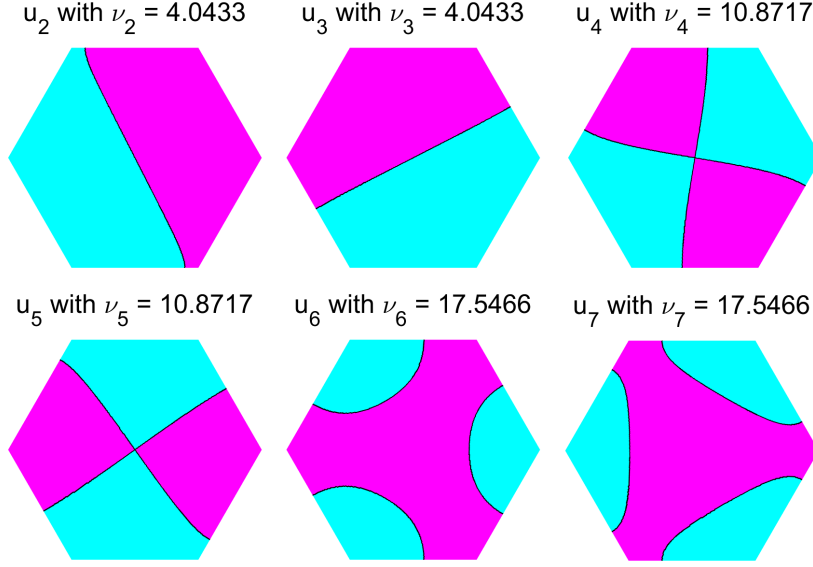 u₂ with ν₂ = 4.0433
u₃ with ν₃ = 4.0433
u₄ with ν₄ = 10.8717
u₅ with ν₅ = 10.8717
u₆ with ν₆ = 17.5466
u₇ with ν₇ = 17.5466